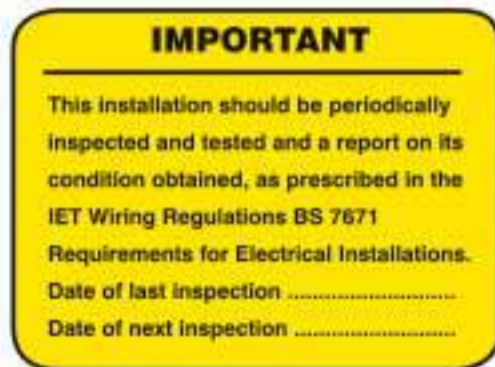 IMPORTANT
This installation should be periodically
inspected and tested and a report on its
condition obtained, as prescribed in the
IET Wiring Regulations BS 7671
Requirements for Electrical Installations.
Date of last inspection ............................
Date of next inspection ...........................